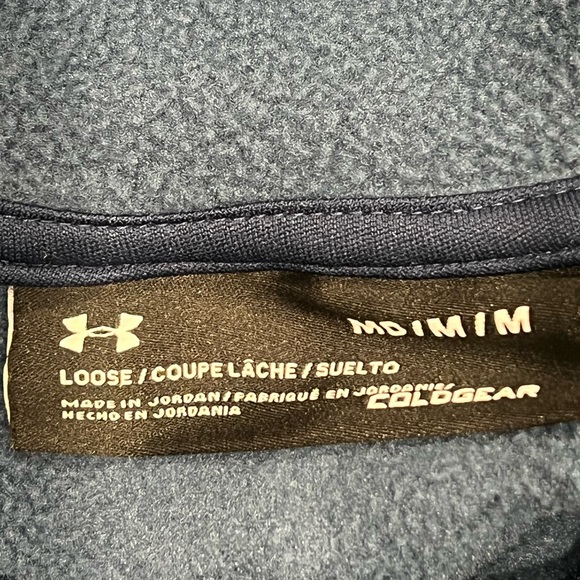 MD/M/M
LOOSE/COUPE LÂCHE/SUELTO
MADE IN JORDAN/FABRIQUÉ EN JORDANIE/
HECHO EN JORDANIA
COLDGEAR